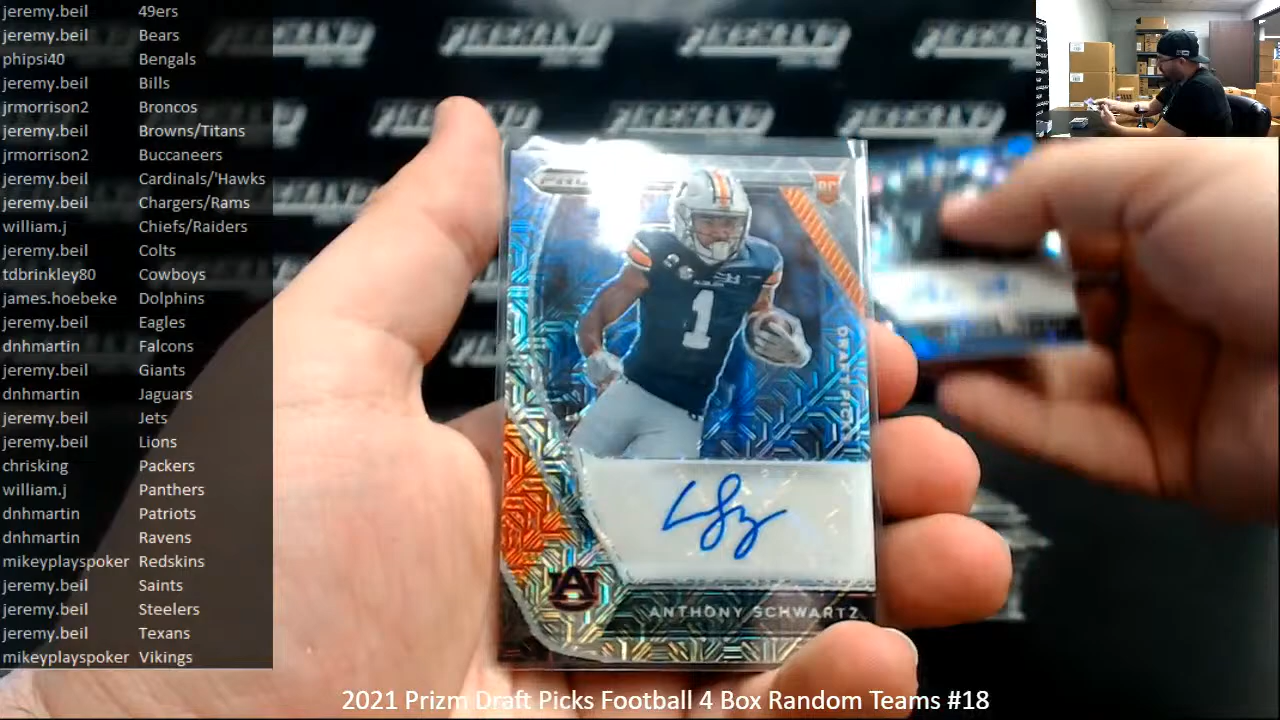 jeremy.beil 49ers
jeremy.beil Bears
phipsi40 Bengals
jeremy.beil Bills
jrmorrison2 Broncos
jeremy.beil Browns/Titans
jrmorrison2 Buccaneers
jeremy.beil Cardinals/'Hawks
jeremy.beil Chargers/Rams
william.j Chiefs/Raiders
jeremy.beil Colts
tdbrinkley80 Cowboys
james.hoebeke Dolphins
jeremy.beil Eagles
dnhmartin Falcons
jeremy.beil Giants
dnhmartin Jaguars
jeremy.beil Jets
jeremy.beil Lions
chrisking Packers
william.j Panthers
dnhmartin Patriots
dnhmartin Ravens
mikeyplayspoker Redskins
jeremy.beil Saints
jeremy.beil Steelers
jeremy.beil Texans
mikeyplayspoker Vikings
RC
1
DRAFT PICKS
AU
ANTHONY SCHWARTZ
2021 Prizm Draft Picks Football 4 Box Random Teams #18